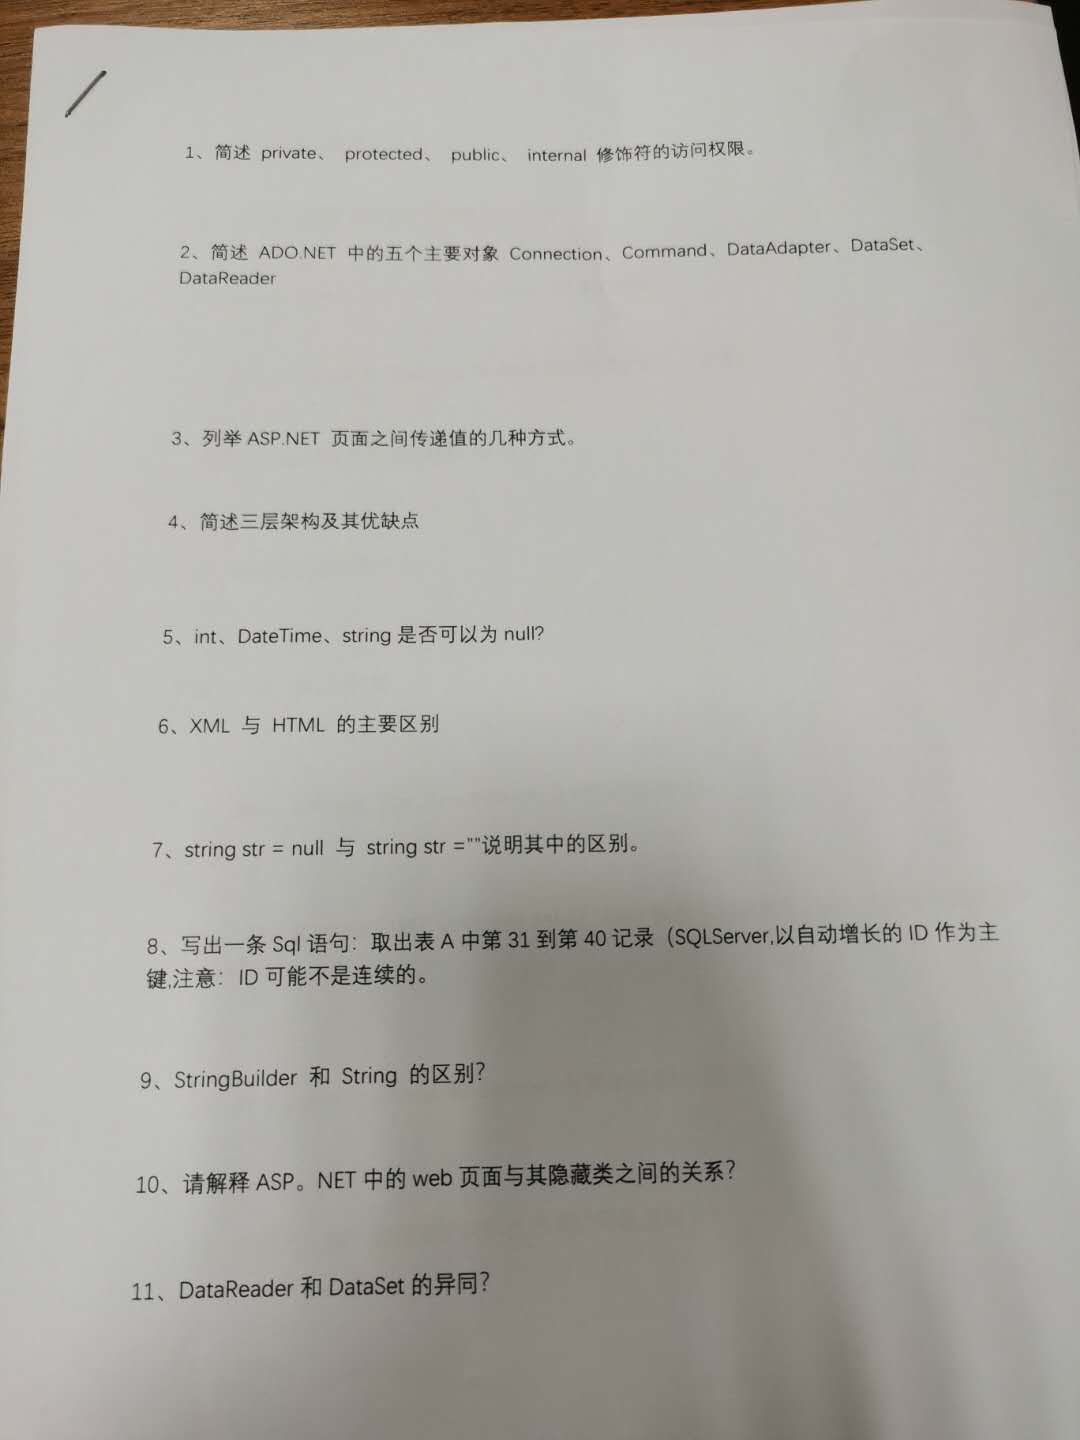 1、简述 private、 protected、 public、 internal 修饰符的访问权限。
2、简述 ADO.NET 中的五个主要对象 Connection、Command、DataAdapter、DataSet、
DataReader
3、列举 ASP.NET 页面之间传递值的几种方式。
4、简述三层架构及其优缺点
5、int、DateTime、string 是否可以为 null?
6、XML 与 HTML 的主要区别
7、string str = null 与 string str =""说明其中的区别。
8、写出一条 Sql 语句: 取出表 A 中第 31 到第 40 记录（SQLServer,以自动增长的 ID 作为主
键,注意: ID 可能不是连续的。
9、StringBuilder 和 String 的区别?
10、请解释 ASP。NET 中的 web 页面与其隐藏类之间的关系?
11、DataReader 和 DataSet 的异同?